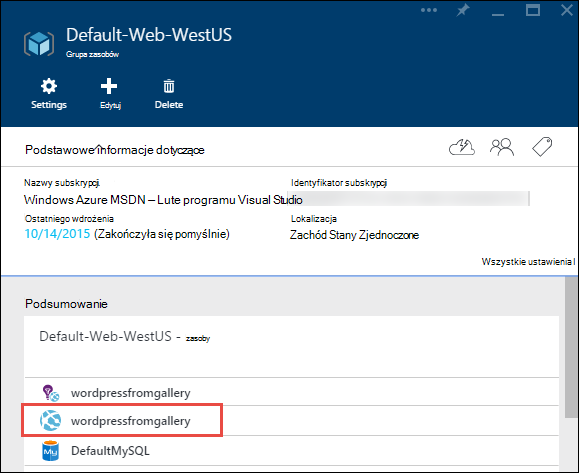 Default-Web-WestUS
Grupa zasobów
Settings
Edytuj
Delete
Podstawowe informacje dotyczące
Nazwy subskrypcji.
Identyfikator subskrypcji
Windows Azure MSDN – Lute programu Visual Studio
Ostatniego wdrożenia
Lokalizacja
10/14/2015 (Zakończyła się pomyślnie)
Zachód Stany Zjednoczone
Wszystkie ustawienia!
Podsumowanie
Default-Web-WestUS - zasoby
wordpressfromgallery
wordpressfromgallery
My
DefaultMySQL